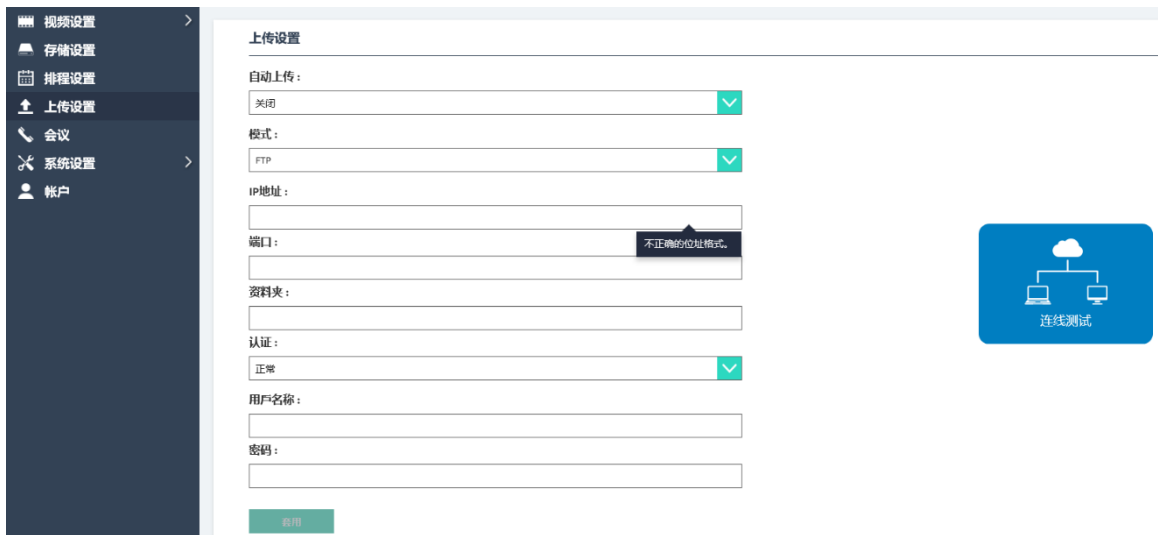 视频设置
存储设置
排程设置
上传设置
会议
系统设置
帐户
上传设置
自动上传：
关闭
模式：
FTP
IP地址：
不正确的位址格式。
端口：
资料夹：
认证：
正常
用戶名称：
密码：
套用
连线测试